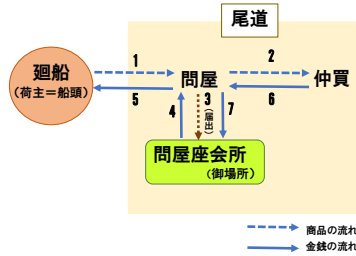 尾道
廻船
(荷主=船頭)
1
5
問屋
2
6
仲買
4
3
(届出)
7
問屋座会所
(御場所)
商品の流れ
金銭の流れ